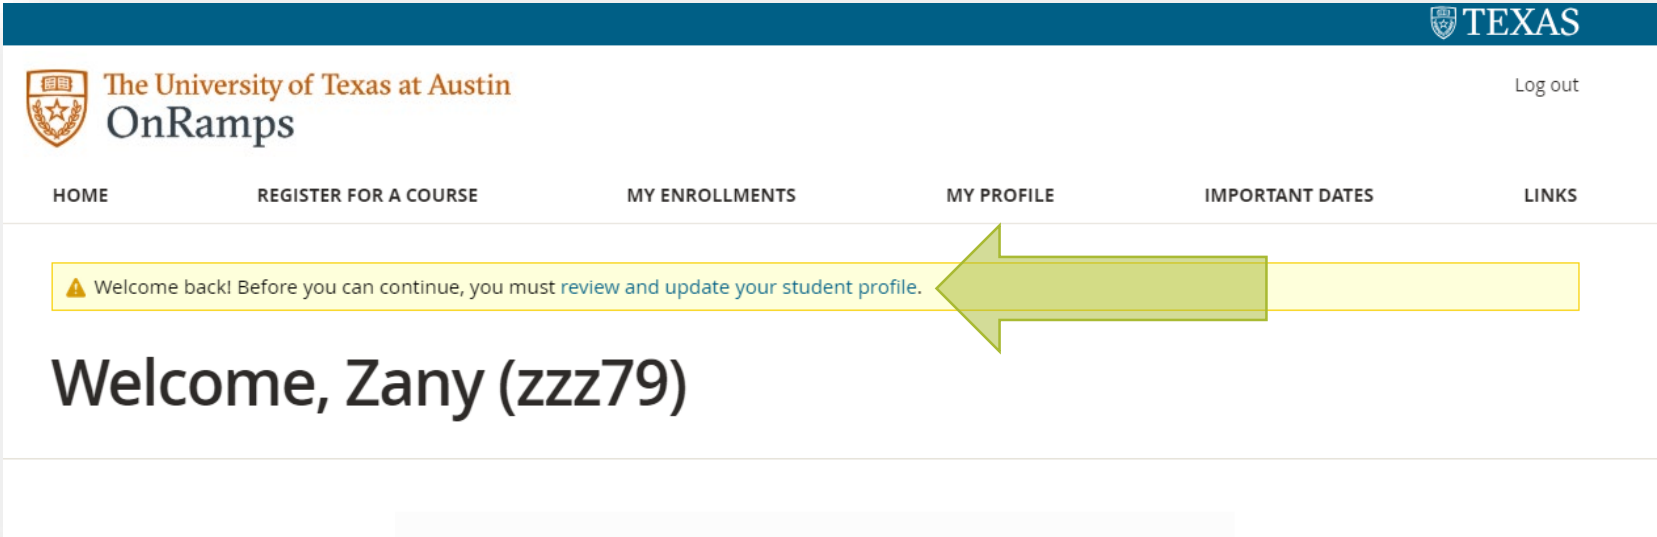 TEXAS
The University of Texas at Austin
OnRamps
Log out
HOME REGISTER FOR A COURSE MY ENROLLMENTS MY PROFILE IMPORTANT DATES LINKS
Welcome back! Before you can continue, you must review and update your student profile.
Welcome, Zany (zzz79)